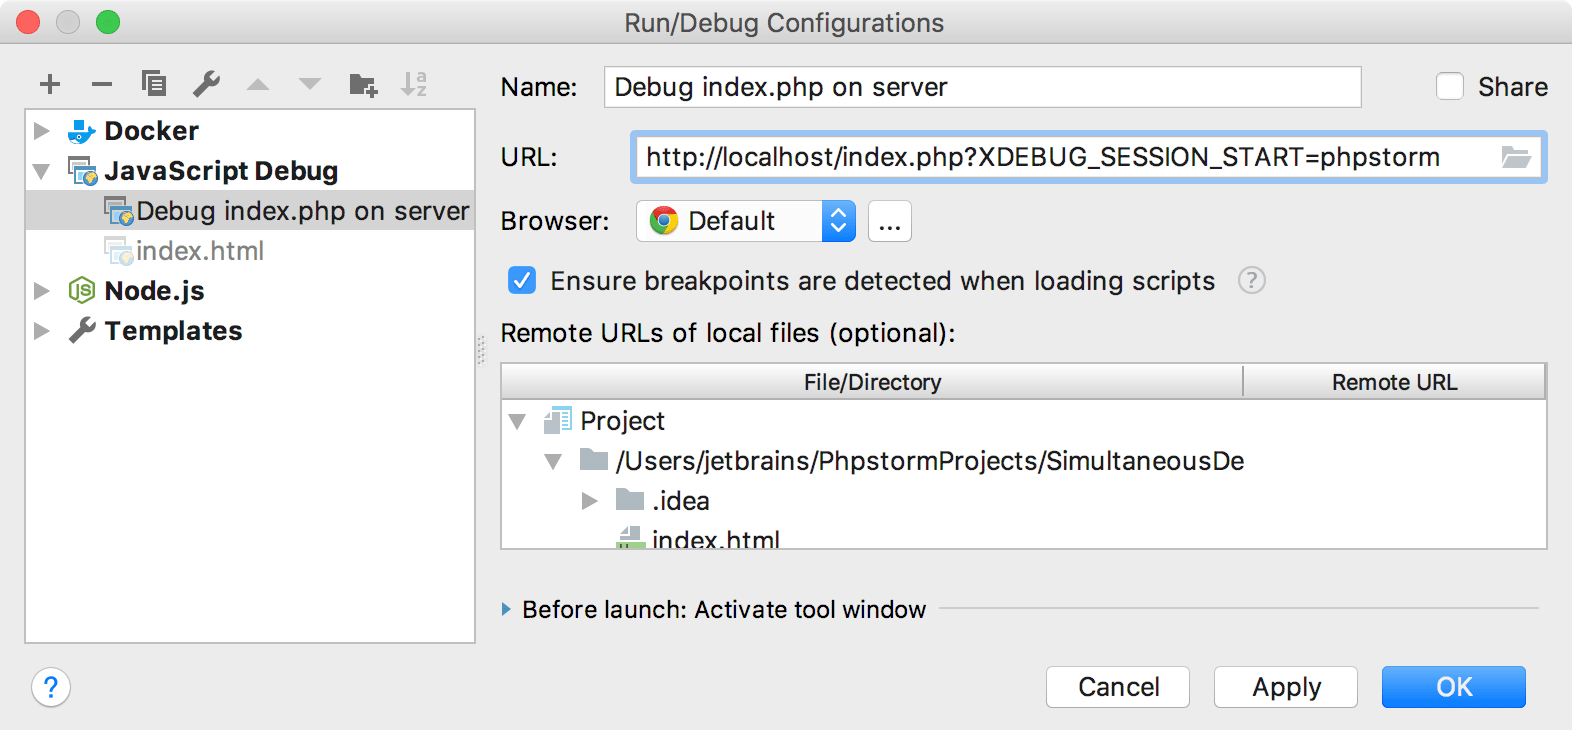 Run/Debug Configurations
Name: Debug index.php on server Share
Docker
JavaScript Debug
Debug index.php on server
index.html
Node.js
Templates
URL: http://localhost/index.php?XDEBUG_SESSION_START=phpstorm
Browser: Default ...
Ensure breakpoints are detected when loading scripts ?
Remote URLs of local files (optional):
File/Directory Remote URL
Project
/Users/jetbrains/PhpstormProjects/SimultaneousDe
.idea
index.html
Before launch: Activate tool window
? Cancel Apply OK